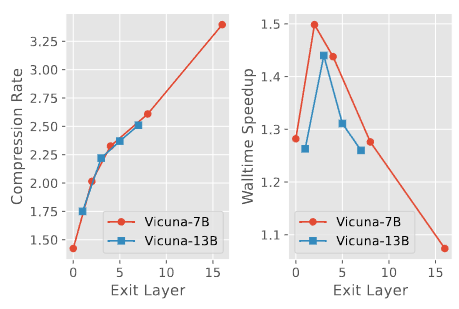 Compression Rate
3.25
3.00
2.75
2.50
2.25
2.00
1.75
1.50
Vicuna-7B
Vicuna-13B
0 5 10 15
Exit Layer
Walltime Speedup
1.5
1.4
1.3
1.2
1.1
Vicuna-7B
Vicuna-13B
0 5 10 15
Exit Layer